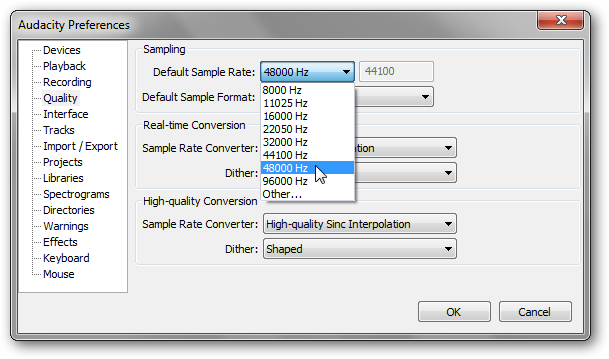 Audacity Preferences
Devices
Playback
Recording
Quality
Interface
Tracks
Import / Export
Projects
Libraries
Spectrograms
Directories
Warnings
Effects
Keyboard
Mouse
Sampling
Default Sample Rate: 48000 Hz 44100
Default Sample Format:
8000 Hz
11025 Hz
16000 Hz
22050 Hz
32000 Hz
44100 Hz
48000 Hz
96000 Hz
Other...
Real-time Conversion
Sample Rate Converter:
Dither:
High-quality Conversion
Sample Rate Converter: High-quality Sinc Interpolation
Dither: Shaped
OK Cancel